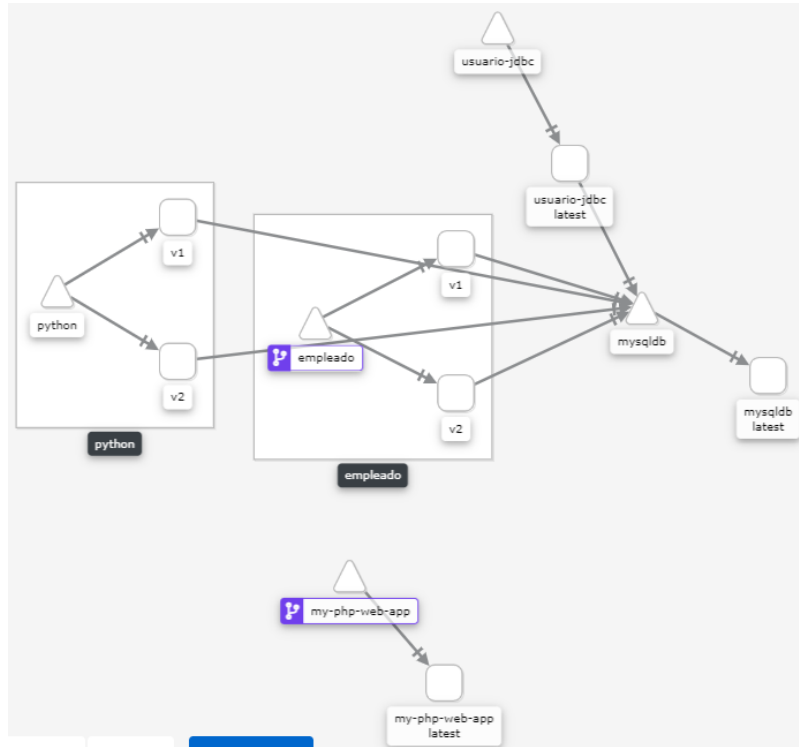 usuario-jdbc
usuario-jdbc
latest
v1
python
v2
python
v1
empleado
v2
empleado
mysqldb
mysqldb
latest
my-php-web-app
my-php-web-app
latest